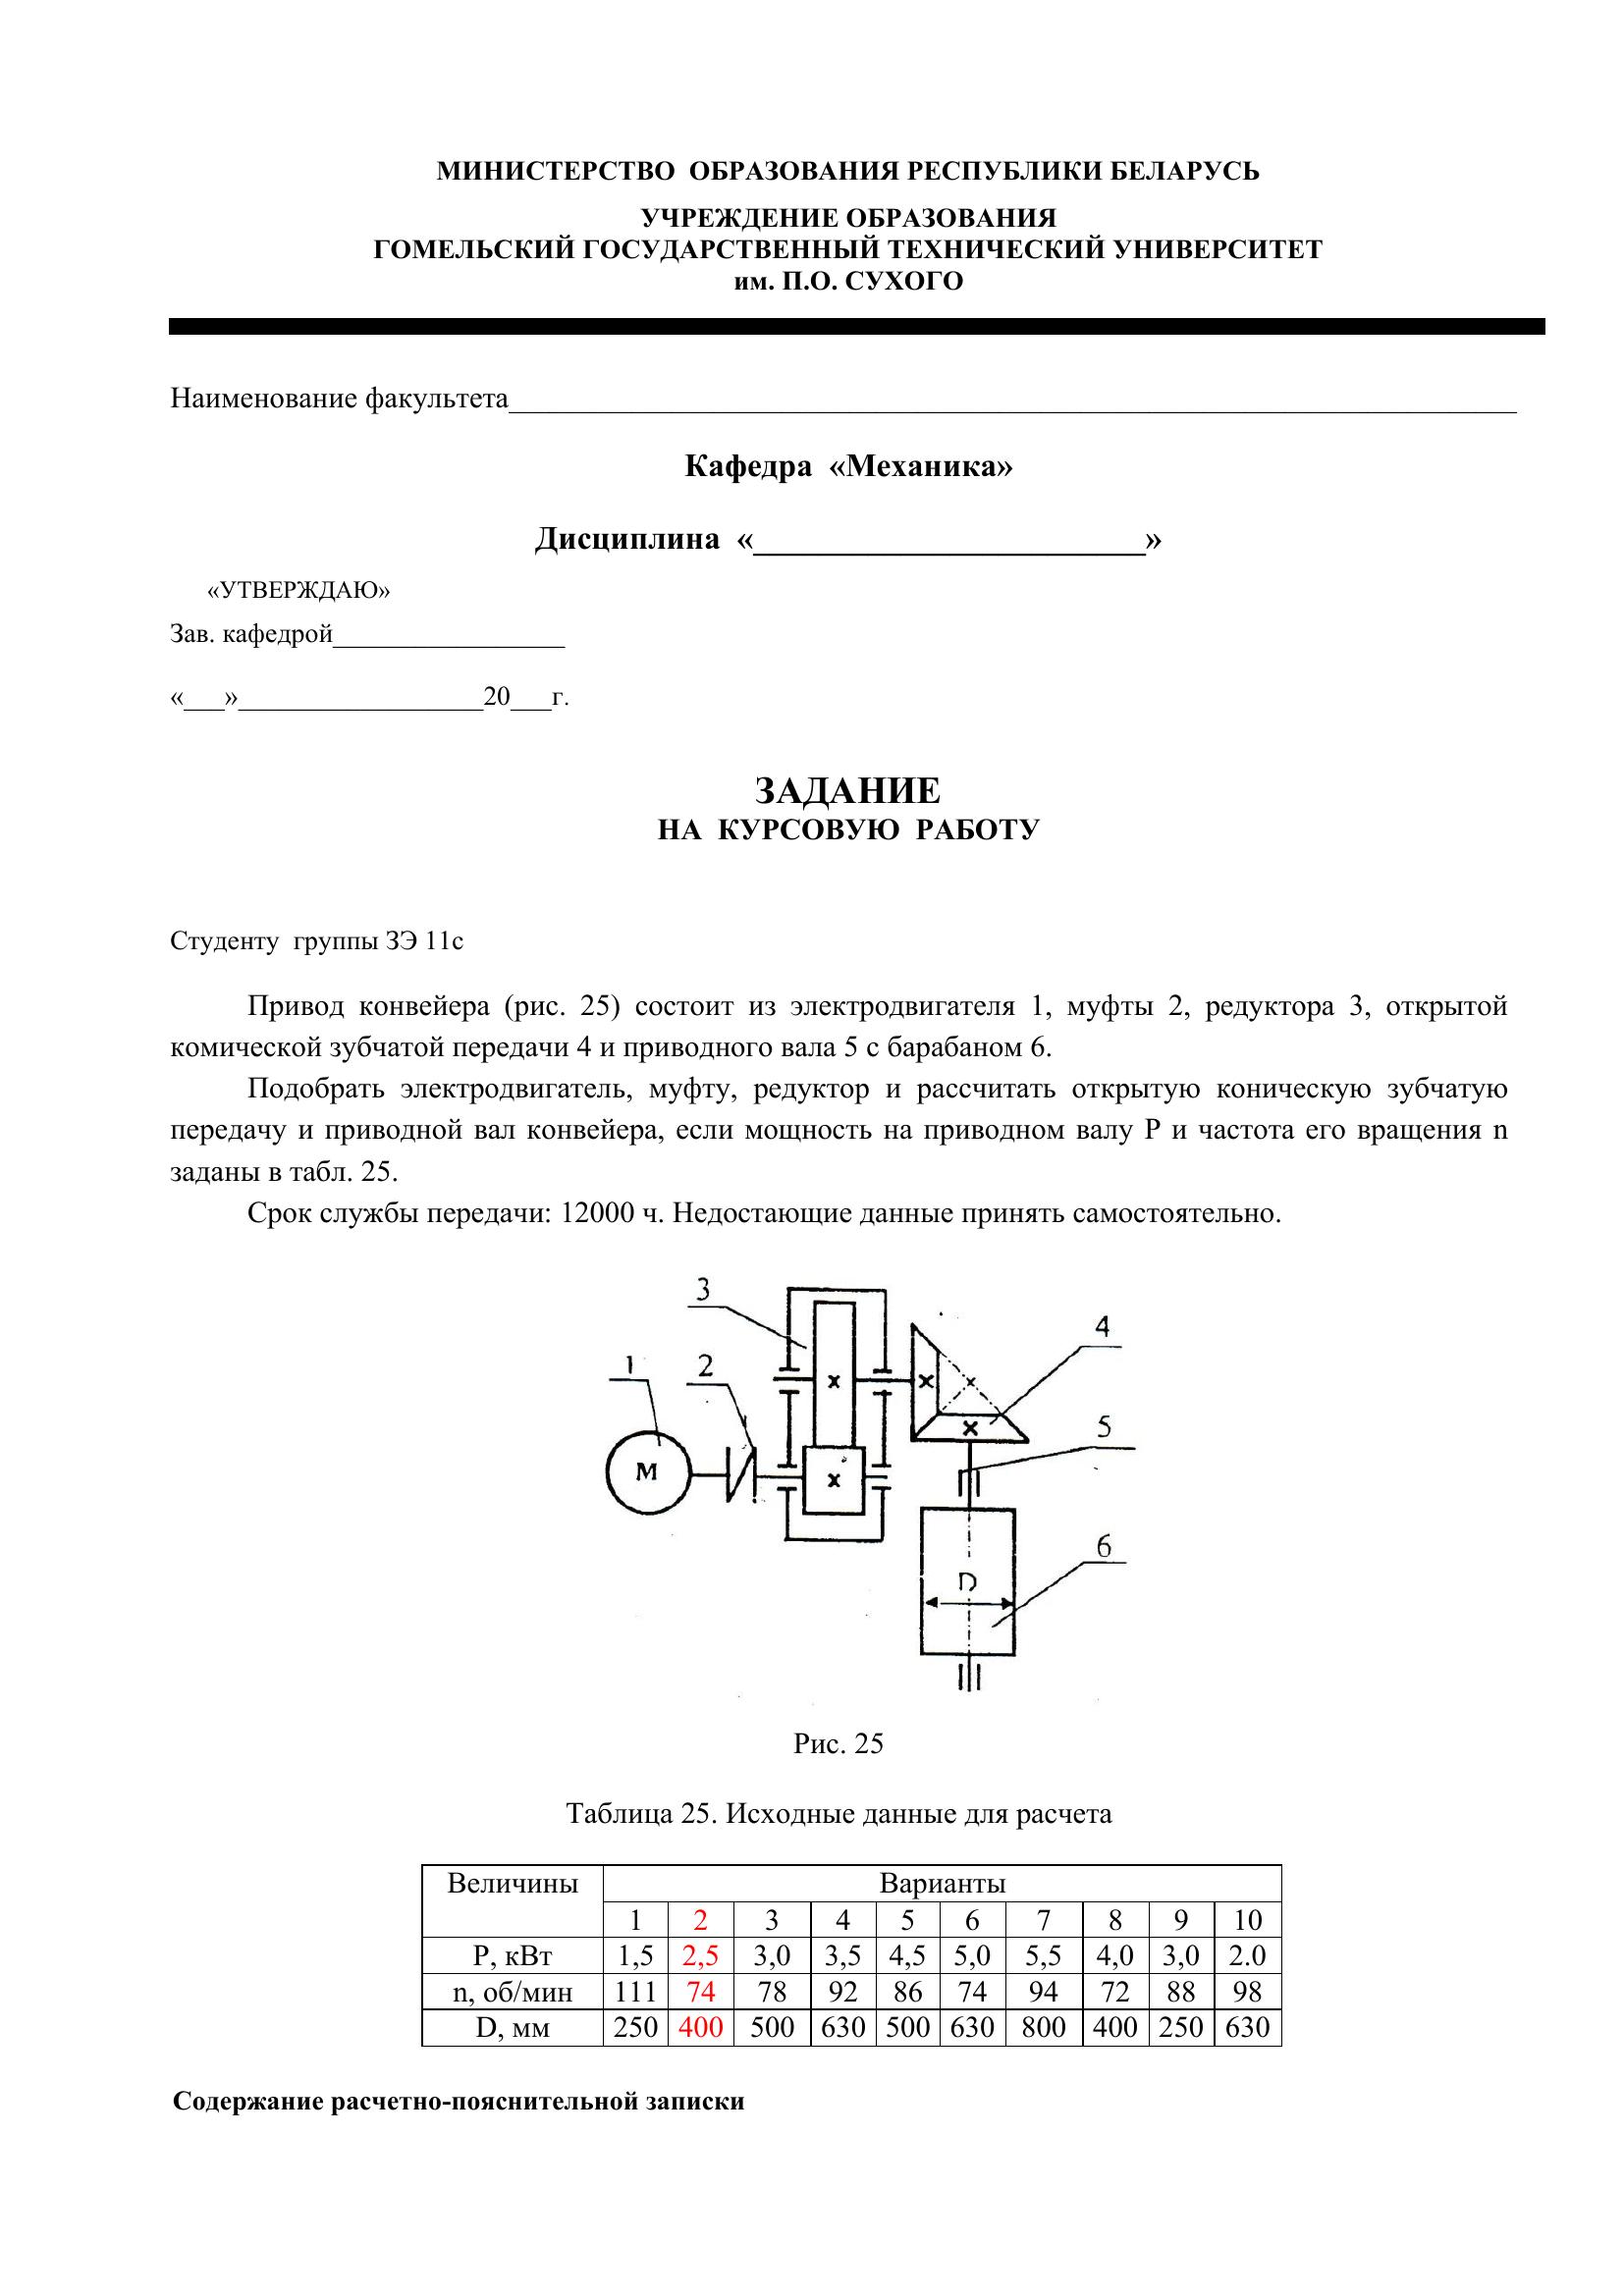 МИНИСТЕРСТВО ОБРАЗОВАНИЯ РЕСПУБЛИКИ БЕЛАРУСЬ
УЧРЕЖДЕНИЕ ОБРАЗОВАНИЯ
ГОМЕЛЬСКИЙ ГОСУДАРСТВЕННЫЙ ТЕХНИЧЕСКИЙ УНИВЕРСИТЕТ
им. П.О. СУХОГО
Наименование факультета____________________
Кафедра «Механика»
Дисциплина «____________________»
«УТВЕРЖДАЮ»
Зав. кафедрой_________________
«___»__________________20___г.
ЗАДАНИЕ
НА КУРСОВУЮ РАБОТУ
Студенту группы ЗЭ 11с
Привод конвейера (рис. 25) состоит из электродвигателя 1, муфты 2, редуктора 3, открытой
комической зубчатой передачи 4 и приводного вала 5 с барабаном 6.
Подобрать электродвигатель, муфту, редуктор и рассчитать открытую коническую зубчатую
передачу и приводной вал конвейера, если мощность на приводном валу Р и частота его вращения n
заданы в табл. 25.
Срок службы передачи: 12000 ч. Недостающие данные принять самостоятельно.
3
4
1 2
5
М
6
D
Рис. 25
Таблица 25. Исходные данные для расчета
Величины Варианты
1 2 3 4 5 6 7 8 9 10
Р, кВт 1,5 2,5 3,0 3,5 4,5 5,0 5,5 4,0 3,0 2.0
n, об/мин 111 74 78 92 86 74 94 72 88 98
D, мм 250 400 500 630 500 630 800 400 250 630
Содержание расчетно-пояснительной записки